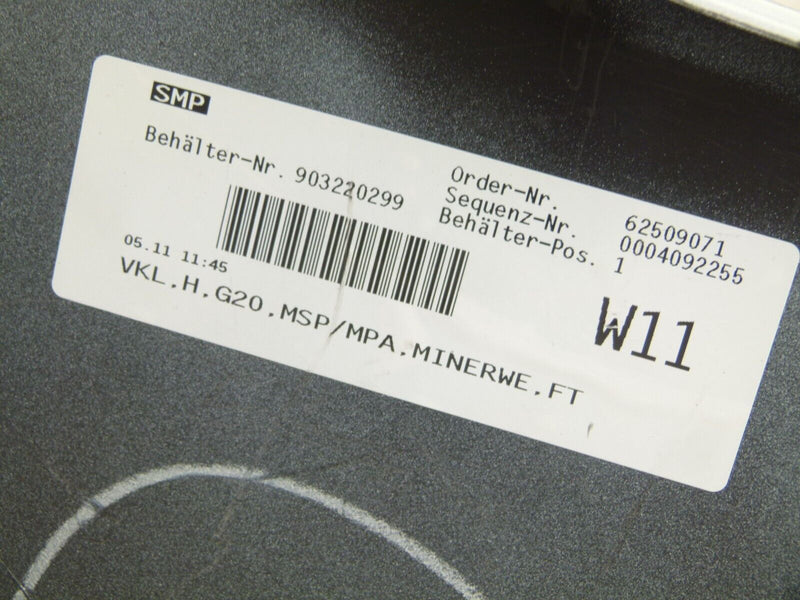 SMP
Behälter-Nr. 903220299
Order-Nr. 62509071
Sequenz-Nr. 0004092255
Behälter-Pos. 1
05.11 11:45
W11
VKL.H.G20.MSP/MPA.MINERWE.FT